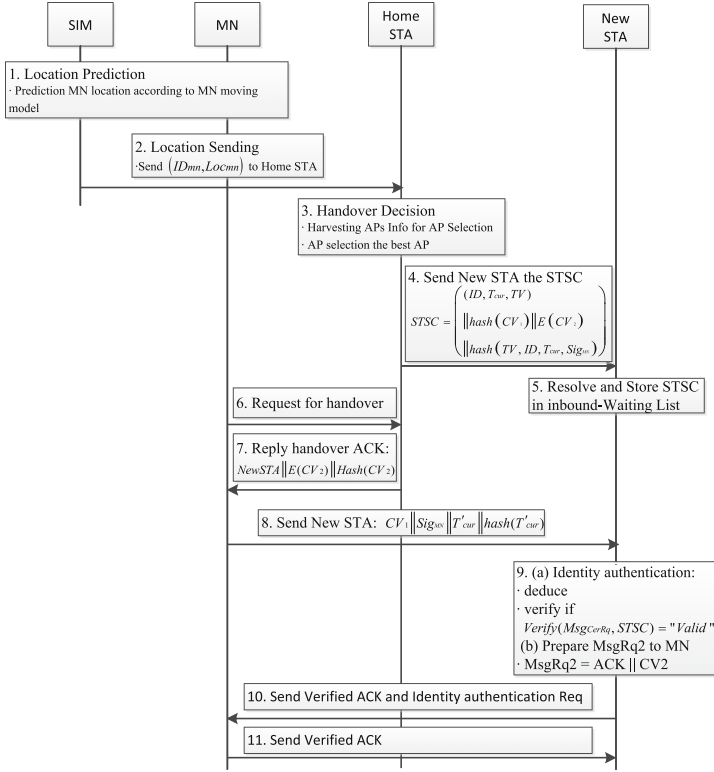 SIM
MN
Home
STA
New
STA
1. Location Prediction
· Prediction MN location according to MN moving
model
2. Location Sending
·Send (IDmn,Locmn) to Home STA
3. Handover Decision
· Harvesting APs Info for AP Selection
· AP selection the best AP
4. Send New STA the STSC
STSC = ( (ID, Tcur, TV)
‖hash(CV1)‖E(CV2)
‖hash(TV, ID, Tcur, SigMN) )
5. Resolve and Store STSC
in inbound-Waiting List
6. Request for handover
7. Reply handover ACK:
NewSTA‖E(CV2)‖Hash(CV2)
8. Send New STA: CV1‖SigMN‖T′cur‖hash(T′cur)
9. (a) Identity authentication:
· deduce
· verify if
Verify(MsgCerRq, STSC) = "Valid"
(b) Prepare MsgRq2 to MN
· MsgRq2 = ACK || CV2
10. Send Verified ACK and Identity authentication Req
11. Send Verified ACK